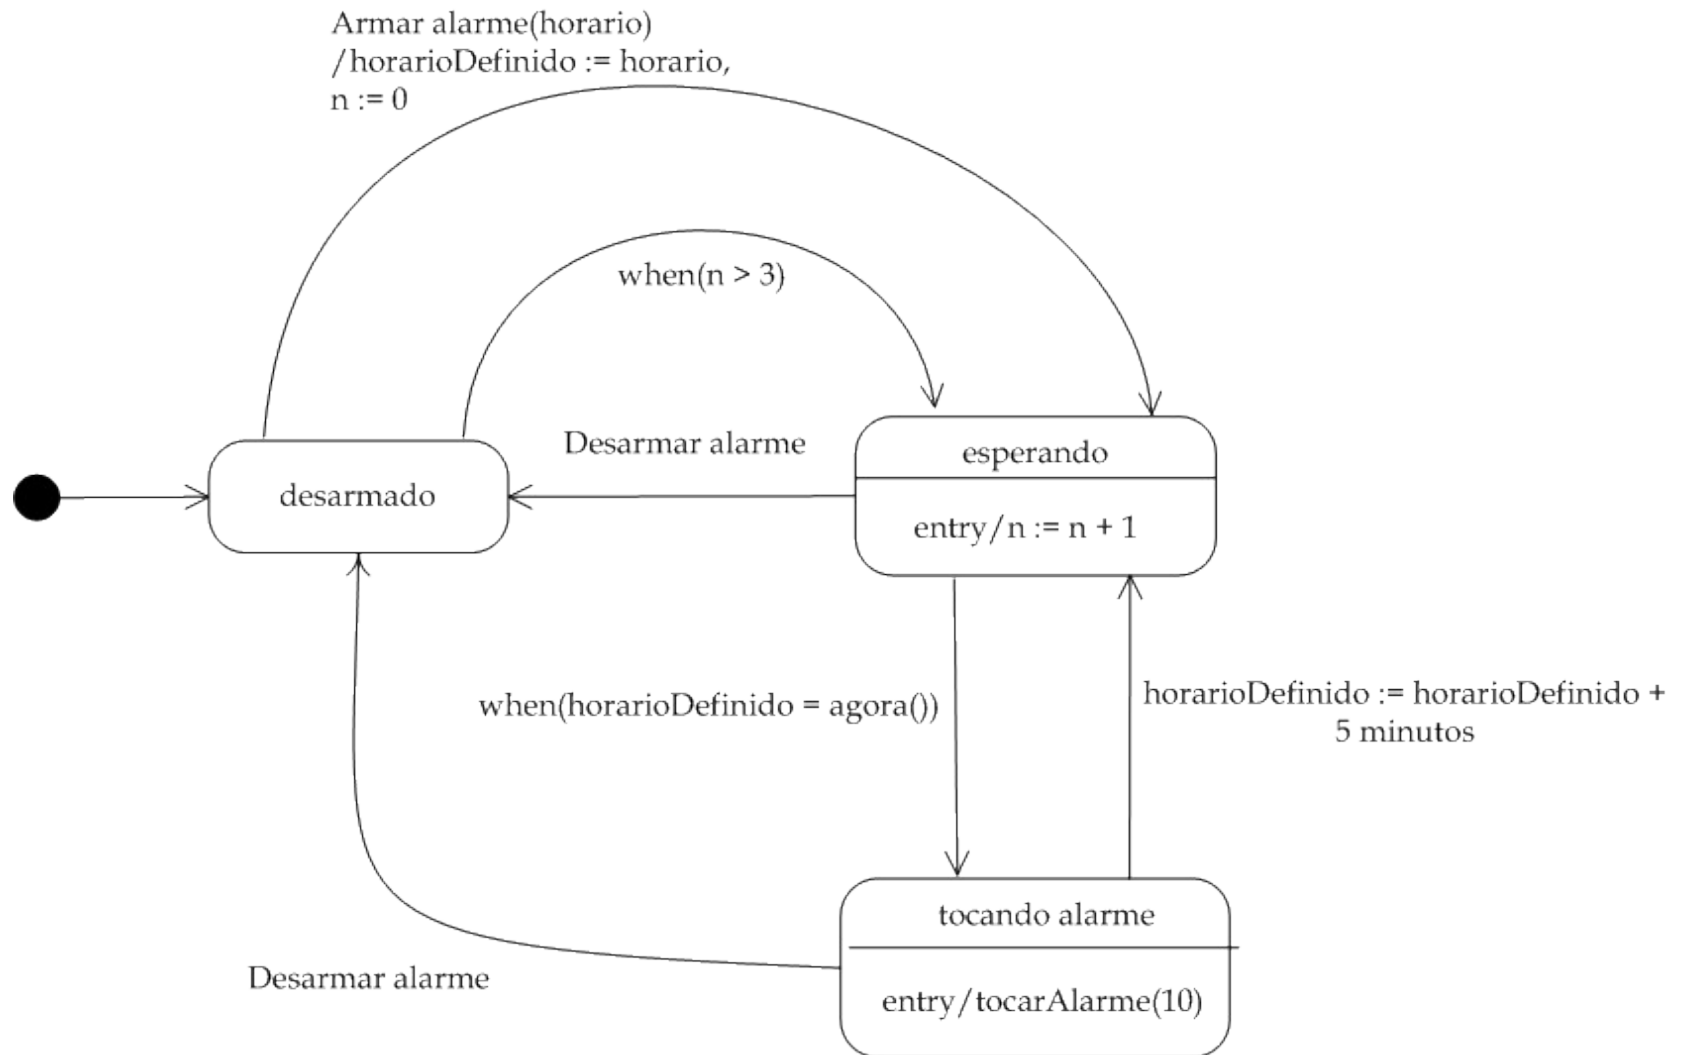 Armar alarme(horario)
/horarioDefinido := horario,
n := 0
when(n > 3)
Desarmar alarme
esperando
desarmado
entry/n := n + 1
when(horarioDefinido = agora())
horarioDefinido := horarioDefinido +
5 minutos
tocando alarme
Desarmar alarme
entry/tocarAlarme(10)